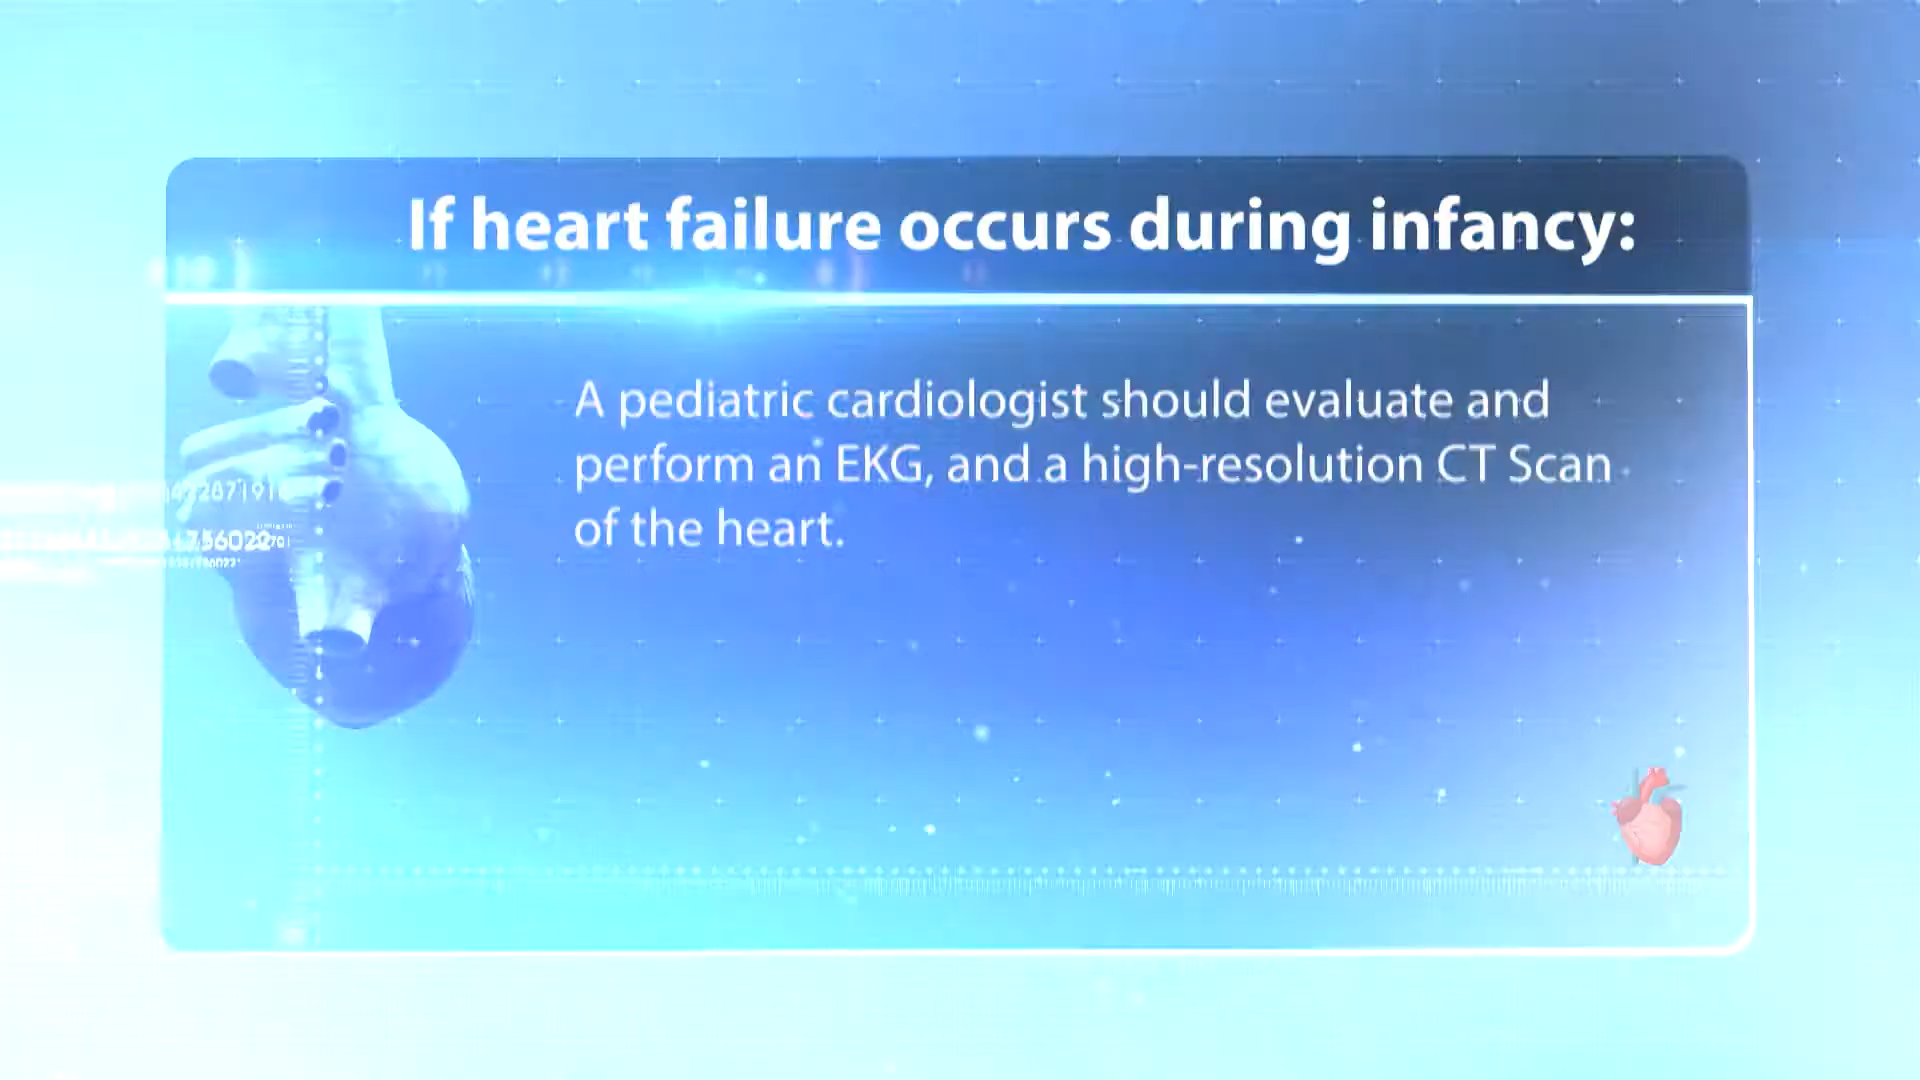 If heart failure occurs during infancy:
A pediatric cardiologist should evaluate and
perform an EKG, and a high-resolution CT Scan
of the heart.